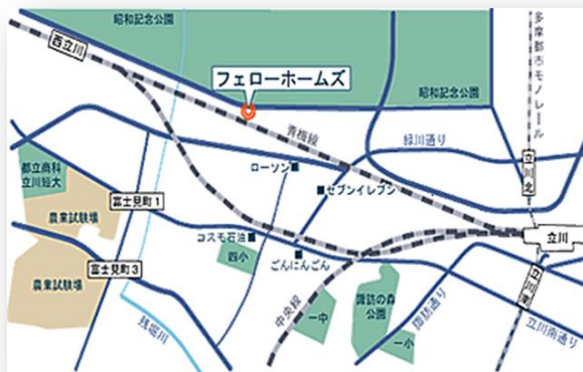 昭和記念公園
西立川
フェローホームズ
昭和記念公園
多摩都市モノレール
青梅線
緑川通り
ローソン
セブンイレブン
立川北
都立商科
立川短大
富士見町1
農業試験場
コスモ石油
四小
ごんにんごん
立川
富士見町3
農業試験場
残堀川
中央線
一中
諏訪の森
公園
一小
諏訪通り
立川南
立川南通り